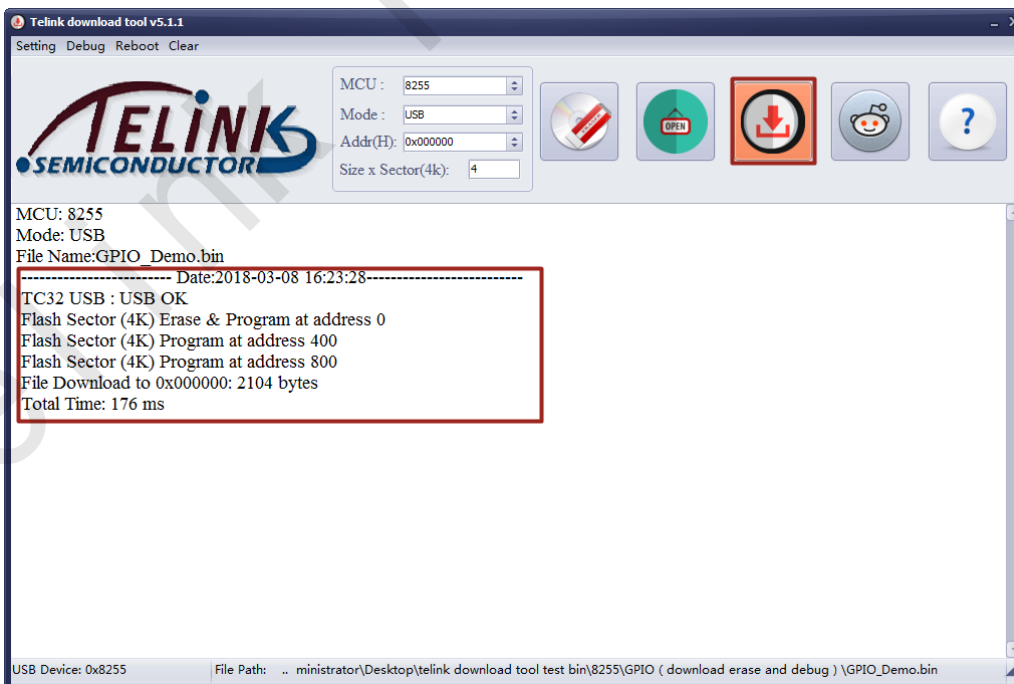 Telink download tool v5.1.1
Setting Debug Reboot Clear
TELINK
SEMICONDUCTOR
MCU : 8255
Mode : USB
Addr(H): 0x000000
Size x Sector(4k): 4
OPEN
?
MCU: 8255
Mode: USB
File Name:GPIO_Demo.bin
------------------------- Date:2018-03-08 16:23:28--------------------------
TC32 USB : USB OK
Flash Sector (4K) Erase & Program at address 0
Flash Sector (4K) Program at address 400
Flash Sector (4K) Program at address 800
File Download to 0x000000: 2104 bytes
Total Time: 176 ms
USB Device: 0x8255 File Path: .. ministrator\Desktop\telink download tool test bin\8255\GPIO ( download erase and debug ) \GPIO_Demo.bin